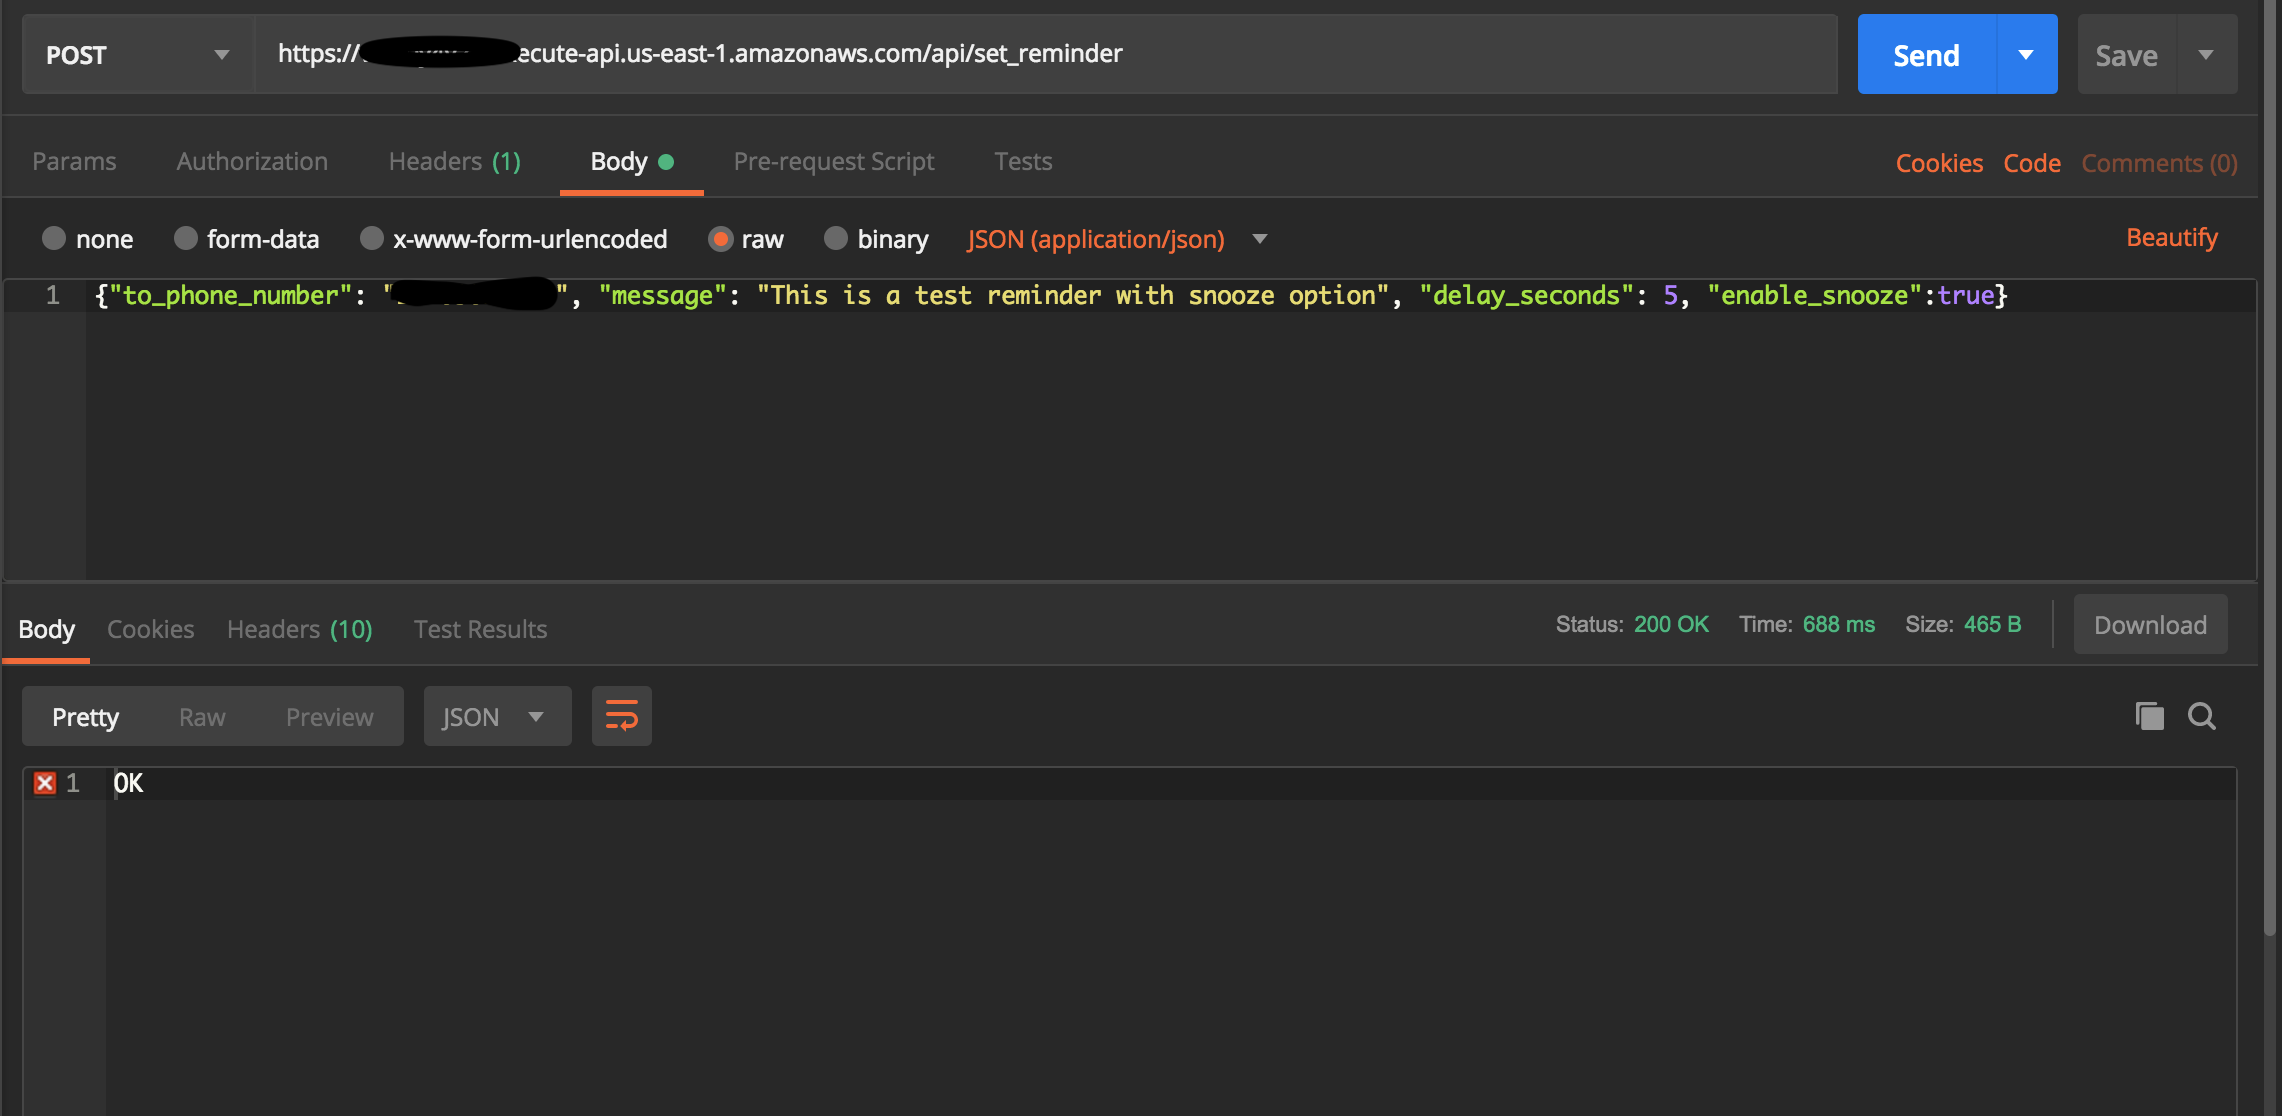 POST https:// ecute-api.us-east-1.amazonaws.com/api/set_reminder Send Save
Params Authorization Headers (1) Body Pre-request Script Tests Cookies Code Comments (0)
none form-data x-www-form-urlencoded raw binary JSON (application/json) Beautify
1 {"to_phone_number": " ", "message": "This is a test reminder with snooze option", "delay_seconds": 5, "enable_snooze":true}
Body Cookies Headers (10) Test Results Status: 200 OK Time: 688 ms Size: 465 B Download
Pretty Raw Preview JSON
1 OK